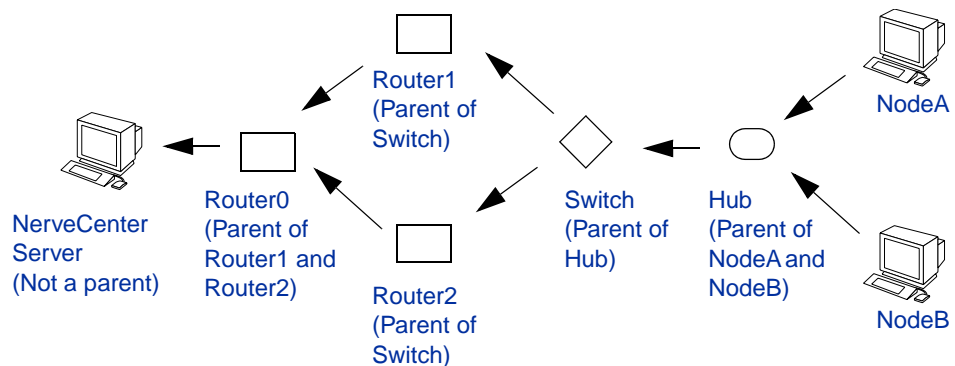 Router1
(Parent of
Switch)
NodeA
NerveCenter
Server
(Not a parent)
Router0
(Parent of
Router1 and
Router2)
Switch
(Parent of
Hub)
Hub
(Parent of
NodeA and
NodeB)
Router2
(Parent of
Switch)
NodeB